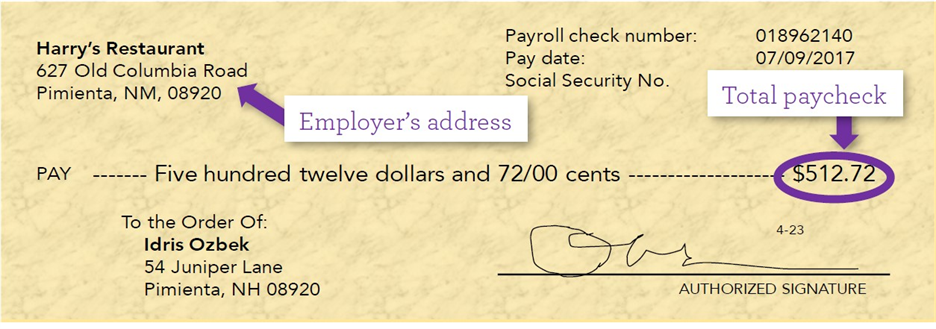 Harry's Restaurant
627 Old Columbia Road
Pimienta, NM, 08920
Employer's address
Payroll check number: 018962140
Pay date: 07/09/2017
Social Security No.
Total paycheck
PAY ------- Five hundred twelve dollars and 72/00 cents -------------------- $512.72
To the Order Of:
Idris Ozbek
54 Juniper Lane
Pimienta, NH 08920
4-23
AUTHORIZED SIGNATURE